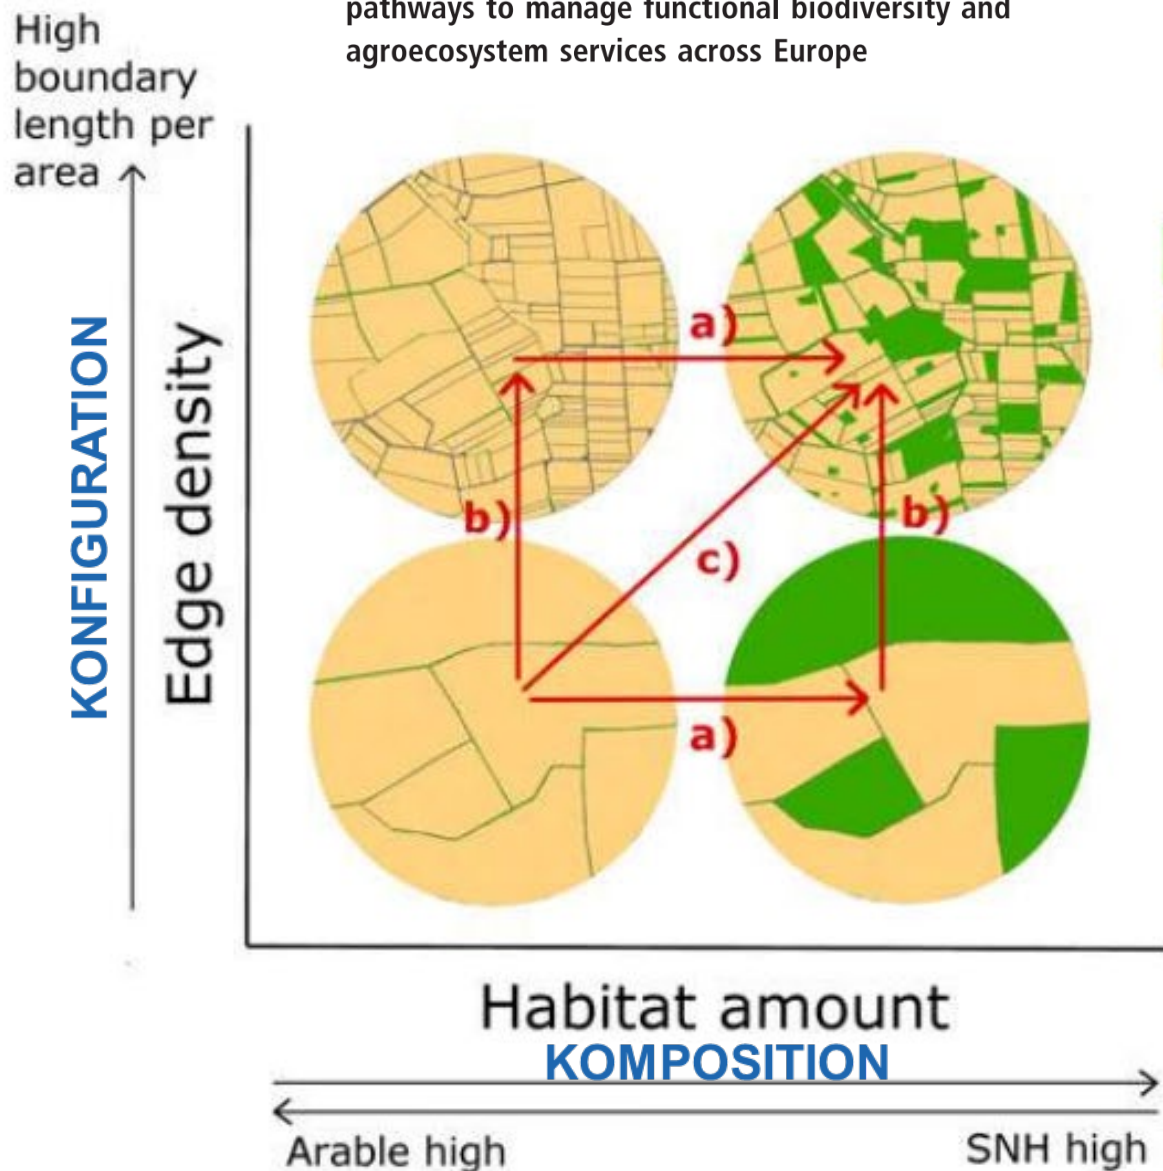 pathways to manage functional biodiversity and
agroecosystem services across Europe
High
boundary
length per
area
KONFIGURATION
Edge density
a)
b)
b)
c)
a)
Habitat amount
KOMPOSITION
Arable high
SNH high